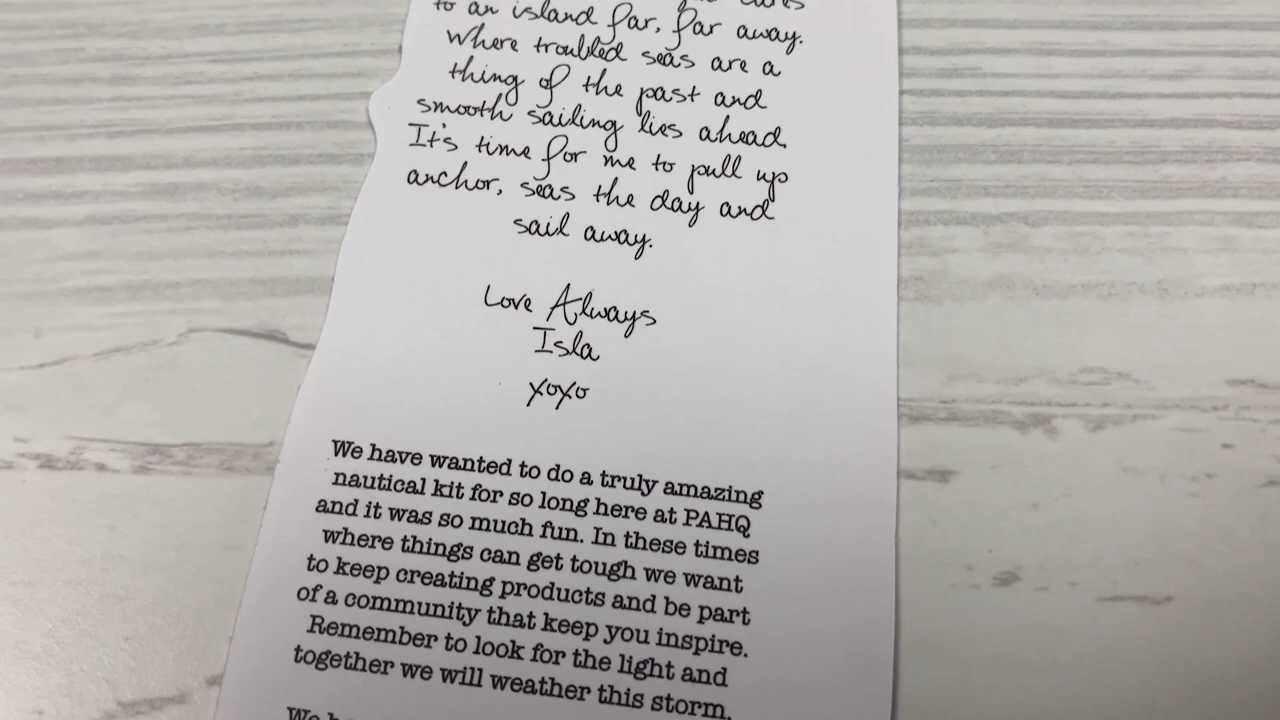 to an island far, far away.
Where troubled seas are a
thing of the past and
smooth sailing lies ahead.
It's time for me to pull up
anchor, seas the day and
sail away.
Love Always
Isla
xoxo
We have wanted to do a truly amazing
nautical kit for so long here at PAHQ
and it was so much fun. In these times
where things can get tough we want
to keep creating products and be part
of a community that keep you inspire.
Remember to look for the light and
together we will weather this storm.
We